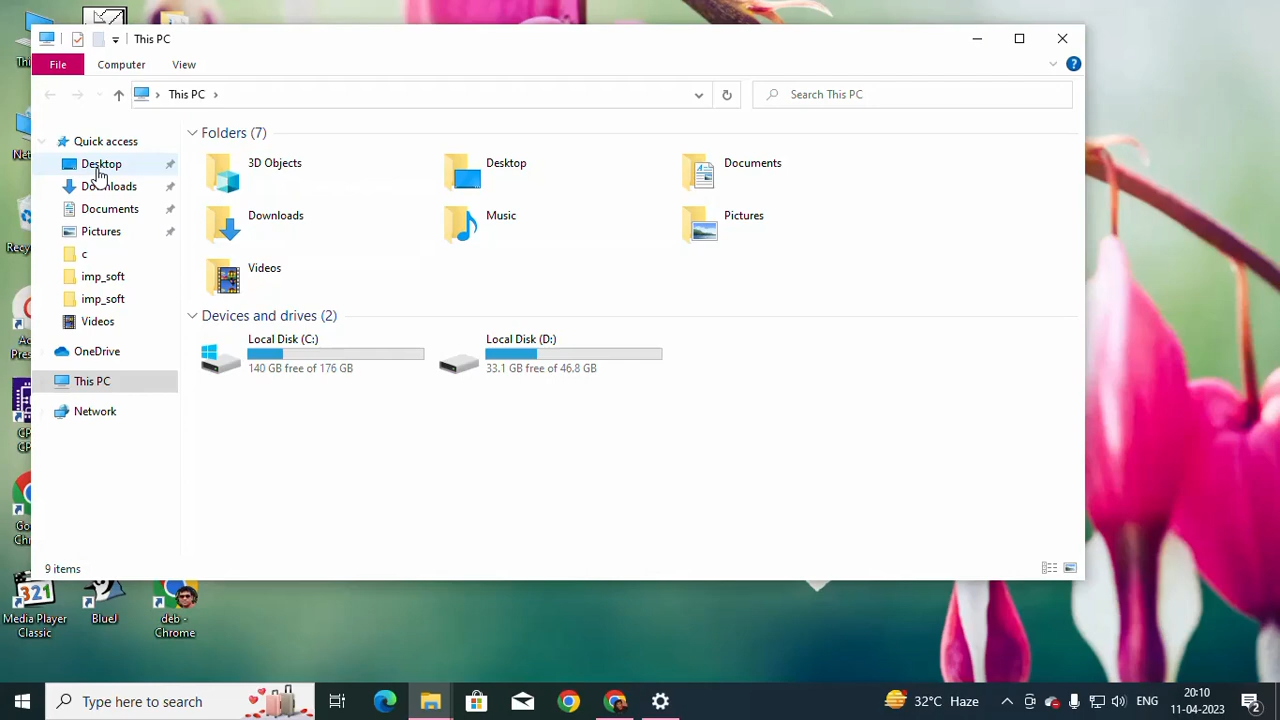 This PC
File
Computer
View
This PC
Search This PC
Quick access
Desktop
Downloads
Documents
Pictures
c
imp_soft
imp_soft
Videos
OneDrive
This PC
Network
Folders (7)
3D Objects
Desktop
Documents
Downloads
Music
Pictures
Videos
Devices and drives (2)
Local Disk (C:)
140 GB free of 176 GB
Local Disk (D:)
33.1 GB free of 46.8 GB
9 items
Media Player
Classic
BlueJ
deb -
Chrome
Type here to search
32°C Haze
ENG
20:10
11-04-2023
2